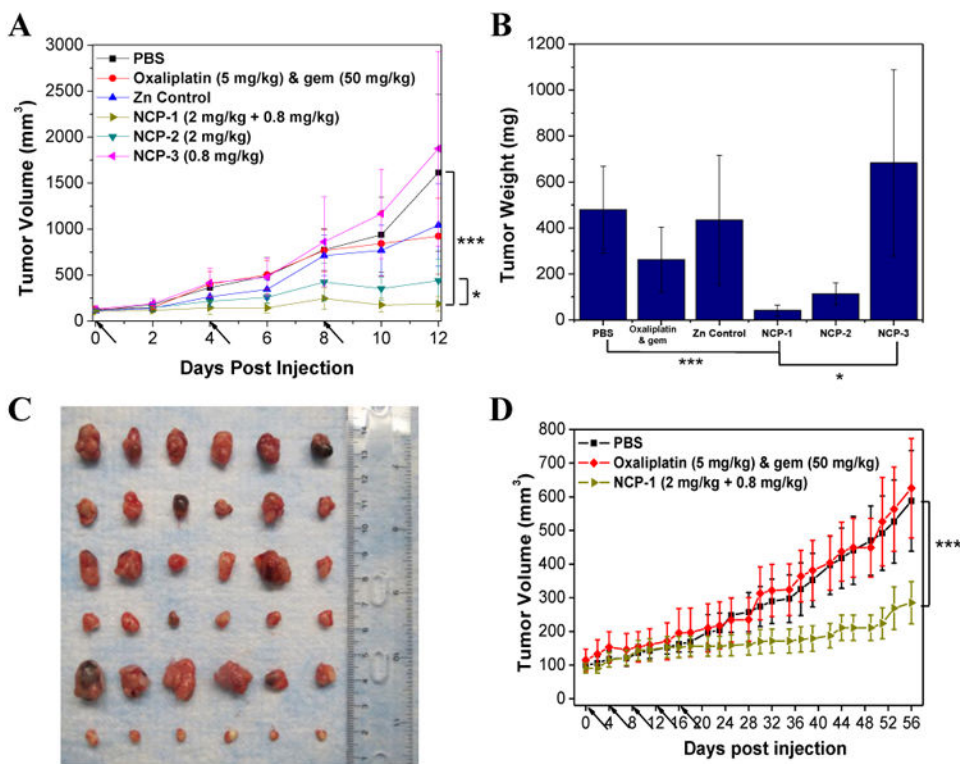 A
3000
2500
2000
1500
1000
500
0
Tumor Volume (mm³)
PBS
Oxaliplatin (5 mg/kg) & gem (50 mg/kg)
Zn Control
NCP-1 (2 mg/kg + 0.8 mg/kg)
NCP-2 (2 mg/kg)
NCP-3 (0.8 mg/kg)
***
*
0 2 4 6 8 10 12
Days Post Injection
B
1200
1000
800
600
400
200
0
Tumor Weight (mg)
PBS
Oxaliplatin
& gem
Zn Control
NCP-1
NCP-2
NCP-3
***
*
C
D
800
700
600
500
400
300
200
100
0
Tumor Volume (mm³)
PBS
Oxaliplatin (5 mg/kg) & gem (50 mg/kg)
NCP-1 (2 mg/kg + 0.8 mg/kg)
***
0 4 8 12 16 20 24 28 32 36 40 44 48 52 56
Days post injection